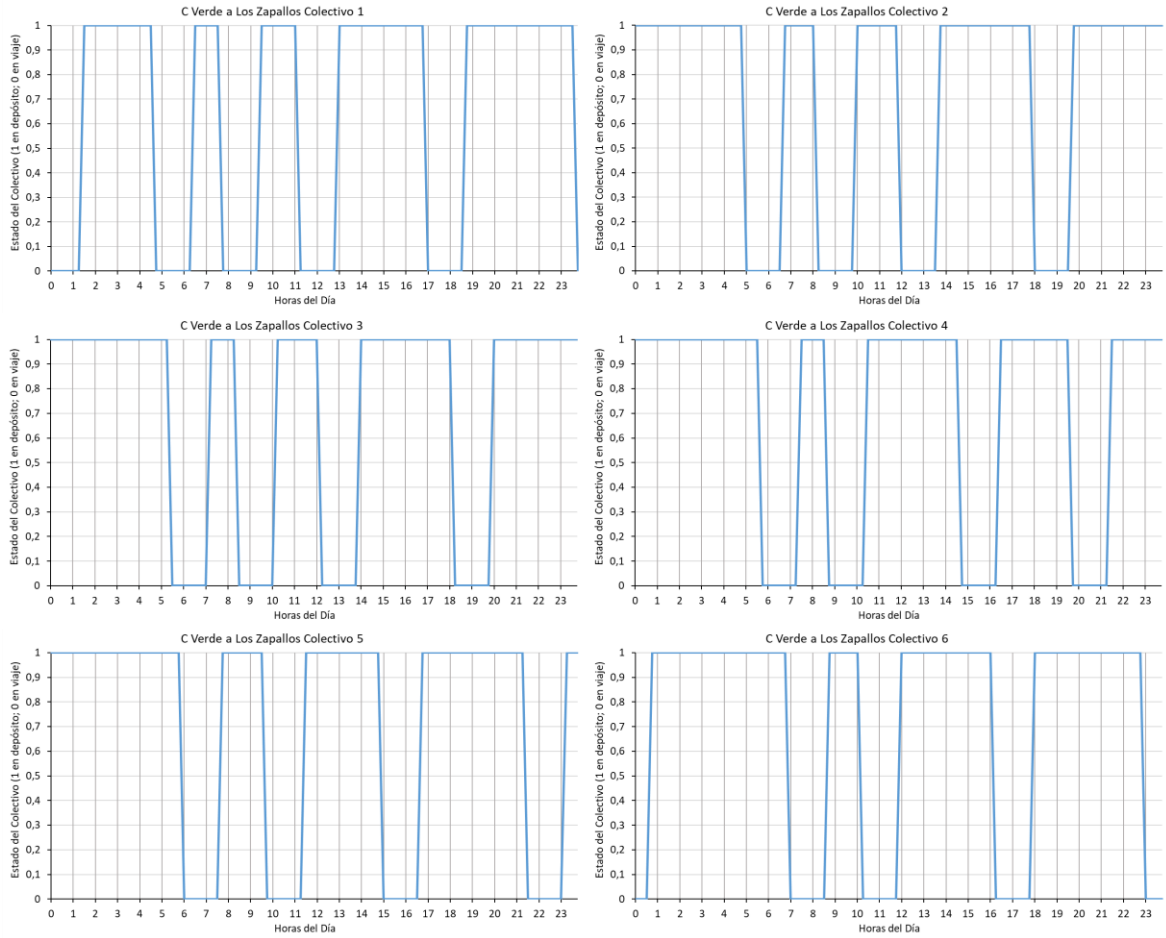 C Verde a Los Zapallos Colectivo 1
Estado del Colectivo (1 en depósito; 0 en viaje)
1
0,9
0,8
0,7
0,6
0,5
0,4
0,3
0,2
0,1
0
0 1 2 3 4 5 6 7 8 9 10 11 12 13 14 15 16 17 18 19 20 21 22 23
Horas del Día
C Verde a Los Zapallos Colectivo 2
Estado del Colectivo (1 en depósito; 0 en viaje)
1
0,9
0,8
0,7
0,6
0,5
0,4
0,3
0,2
0,1
0
0 1 2 3 4 5 6 7 8 9 10 11 12 13 14 15 16 17 18 19 20 21 22 23
Horas del Día
C Verde a Los Zapallos Colectivo 3
Estado del Colectivo (1 en depósito; 0 en viaje)
1
0,9
0,8
0,7
0,6
0,5
0,4
0,3
0,2
0,1
0
0 1 2 3 4 5 6 7 8 9 10 11 12 13 14 15 16 17 18 19 20 21 22 23
Horas del Día
C Verde a Los Zapallos Colectivo 4
Estado del Colectivo (1 en depósito; 0 en viaje)
1
0,9
0,8
0,7
0,6
0,5
0,4
0,3
0,2
0,1
0
0 1 2 3 4 5 6 7 8 9 10 11 12 13 14 15 16 17 18 19 20 21 22 23
Horas del Día
C Verde a Los Zapallos Colectivo 5
Estado del Colectivo (1 en depósito; 0 en viaje)
1
0,9
0,8
0,7
0,6
0,5
0,4
0,3
0,2
0,1
0
0 1 2 3 4 5 6 7 8 9 10 11 12 13 14 15 16 17 18 19 20 21 22 23
Horas del Día
C Verde a Los Zapallos Colectivo 6
Estado del Colectivo (1 en depósito; 0 en viaje)
1
0,9
0,8
0,7
0,6
0,5
0,4
0,3
0,2
0,1
0
0 1 2 3 4 5 6 7 8 9 10 11 12 13 14 15 16 17 18 19 20 21 22 23
Horas del Día